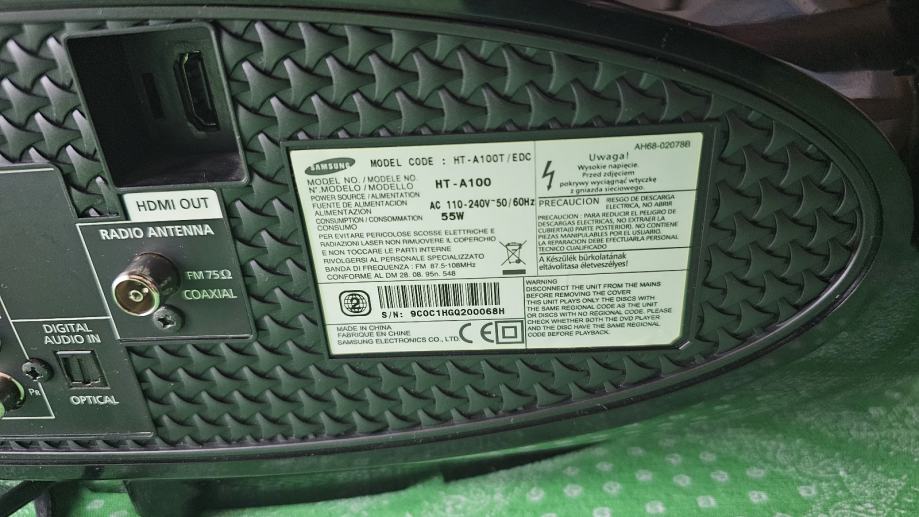 HDMI OUT
RADIO ANTENNA
FM 75Ω
COAXIAL
DIGITAL
AUDIO IN
PR
OPTICAL
SAMSUNG
MODEL CODE : HT-A100T/EDC
MODEL NO. / MODELE NO.
N°.MODELO / MODELLO
HT-A100
POWER SOURCE / ALIMENTATION
FUENTE DE ALIMENTACION
ALIMENTAZIONE
AC 110-240V~50/60Hz
CONSUMPTION / CONSOMMATION
CONSUMO
55W
PER EVITARE PERICOLOSE SCOSSE ELETTRICHE E
RADIAZIONI LASER NON RIMUOVERE IL COPERCHIO
E NON TOCCARE LE PARTI INTERNE
RIVOLGERSI AL PERSONALE SPECIALIZZATO
BANDA DI FREQUENZA : FM 87.5-108MHz
CONFORME AL DM 28. 08. 95n. 548
S/N: 9C0C1HGQ200068H
MADE IN CHINA
FABRIQUE EN CHINE
SAMSUNG ELECTRONICS CO., LTD.
CE
AH68-02078B
Uwaga!
Wysokie napięcie.
Przed zdjęciem
pokrywy wyciągnąć wtyczkę
z gniazda sieciowego.
PRECAUCION RIESGO DE DESCARGA
ELECTRICA, NO ABRIR
PRECAUCION : PARA REDUCIR EL PELIGRO DE
DESCARGAS ELECTRICAS, NO EXTRAER LA
CUBIERTA(O PARTE POSTERIOR). NO CONTIENE
PIEZAS MANIPULABLES POR EL USUARIO.
LA REPARACION DEBE EFECTUARLA PERSONAL
TECNICO CUALIFICADO
A Készülék burkolatának
eltávolítása életveszélyes!
WARNING
DISCONNECT THE UNIT FROM THE MAINS
BEFORE REMOVING THE COVER
THIS UNIT PLAYS ONLY THE DISCS WITH
THE SAME REGIONAL CODE AS THE UNIT
OR DISCS WITH NO REGIONAL CODE. PLEASE
CHECK WHETHER BOTH THE DVD PLAYER
AND THE DISC HAVE THE SAME REGIONAL
CODE BEFORE PLAYBACK.